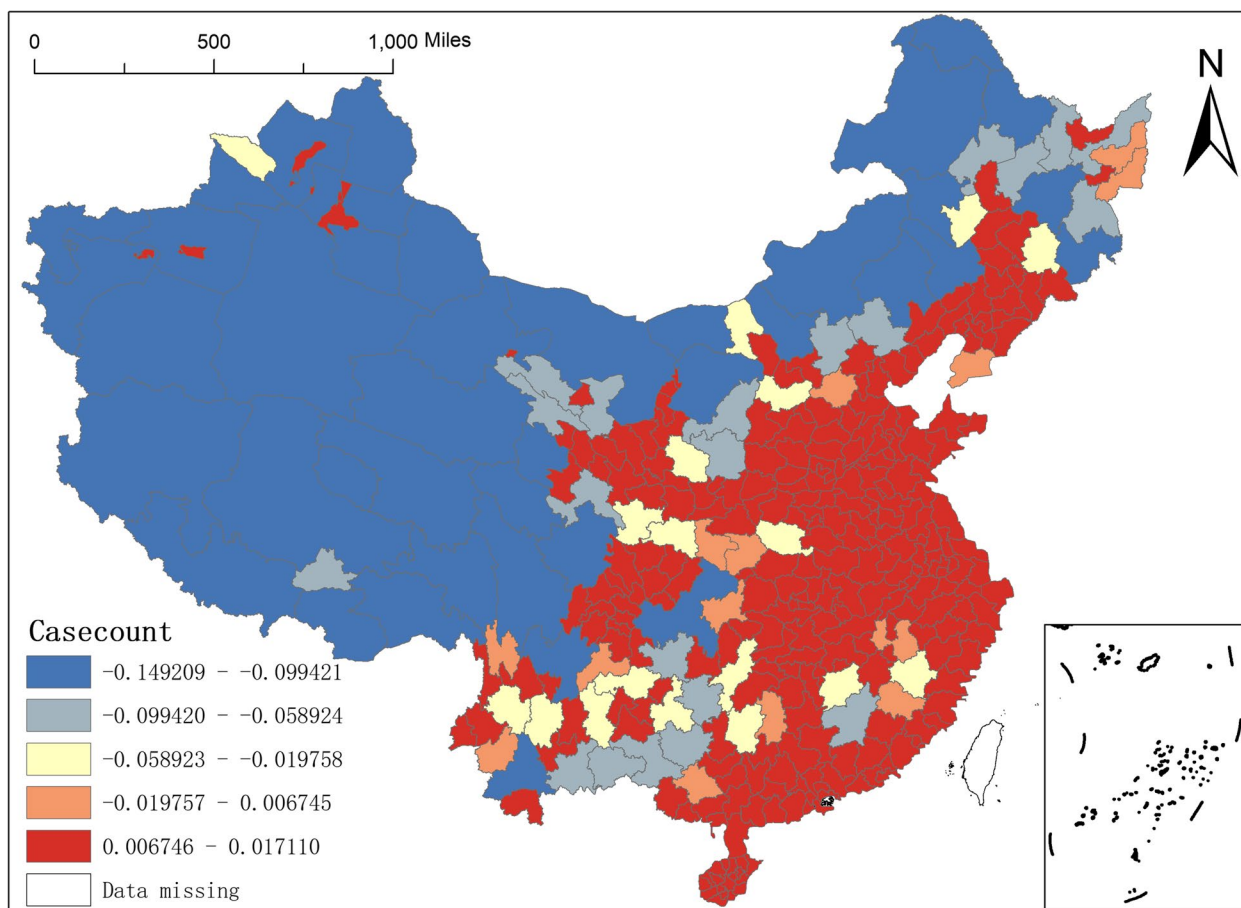 0 500 1,000 Miles
N
Casecount
-0.149209 - -0.099421
-0.099420 - -0.058924
-0.058923 - -0.019758
-0.019757 - 0.006745
0.006746 - 0.017110
Data missing